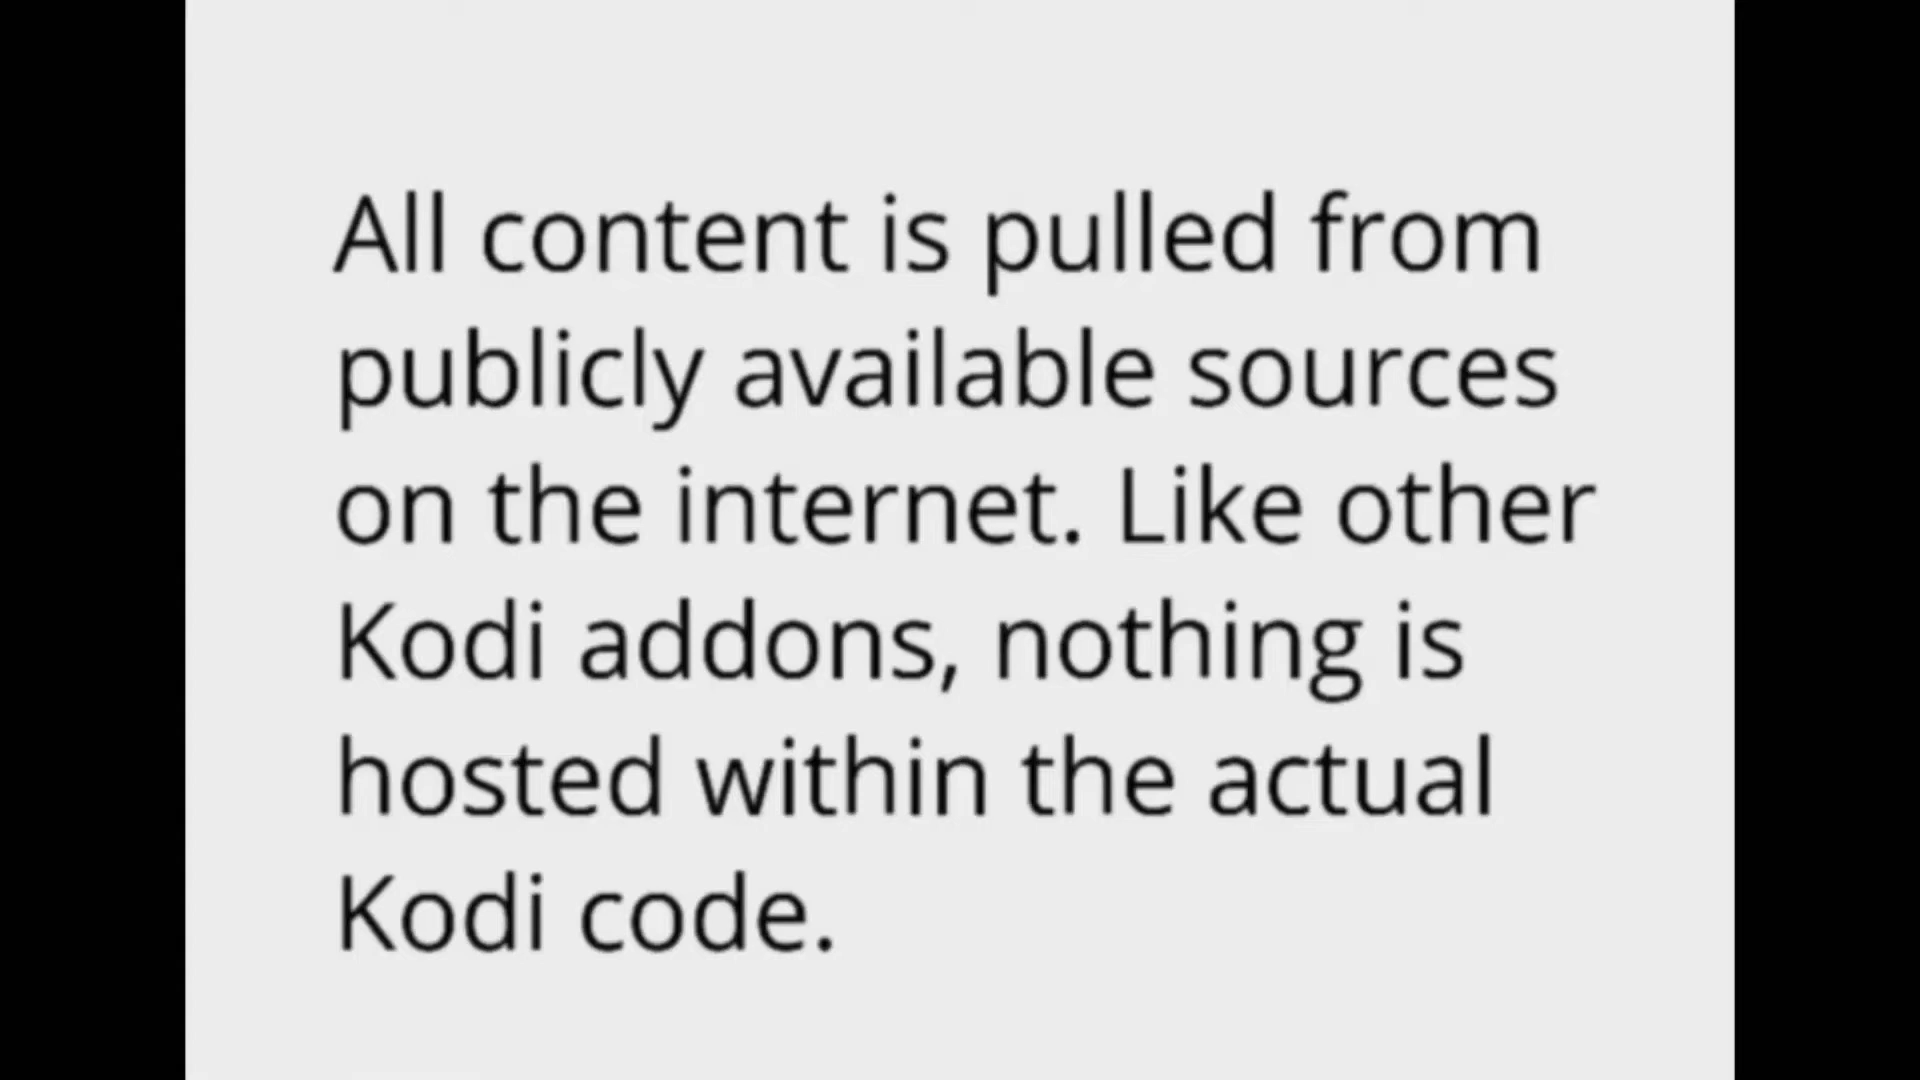 All content is pulled from
publicly available sources
on the internet. Like other
Kodi addons, nothing is
hosted within the actual
Kodi code.